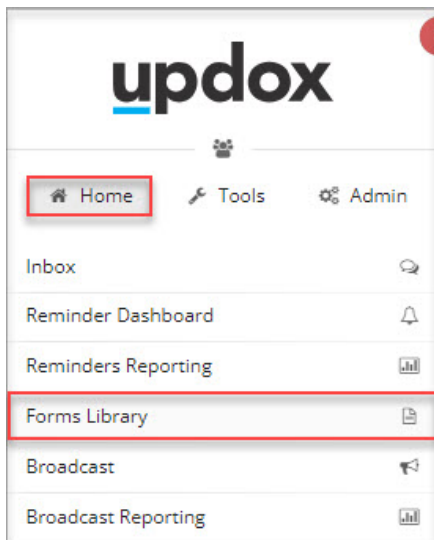 updox
Home Tools Admin
Inbox
Reminder Dashboard
Reminders Reporting
Forms Library
Broadcast
Broadcast Reporting